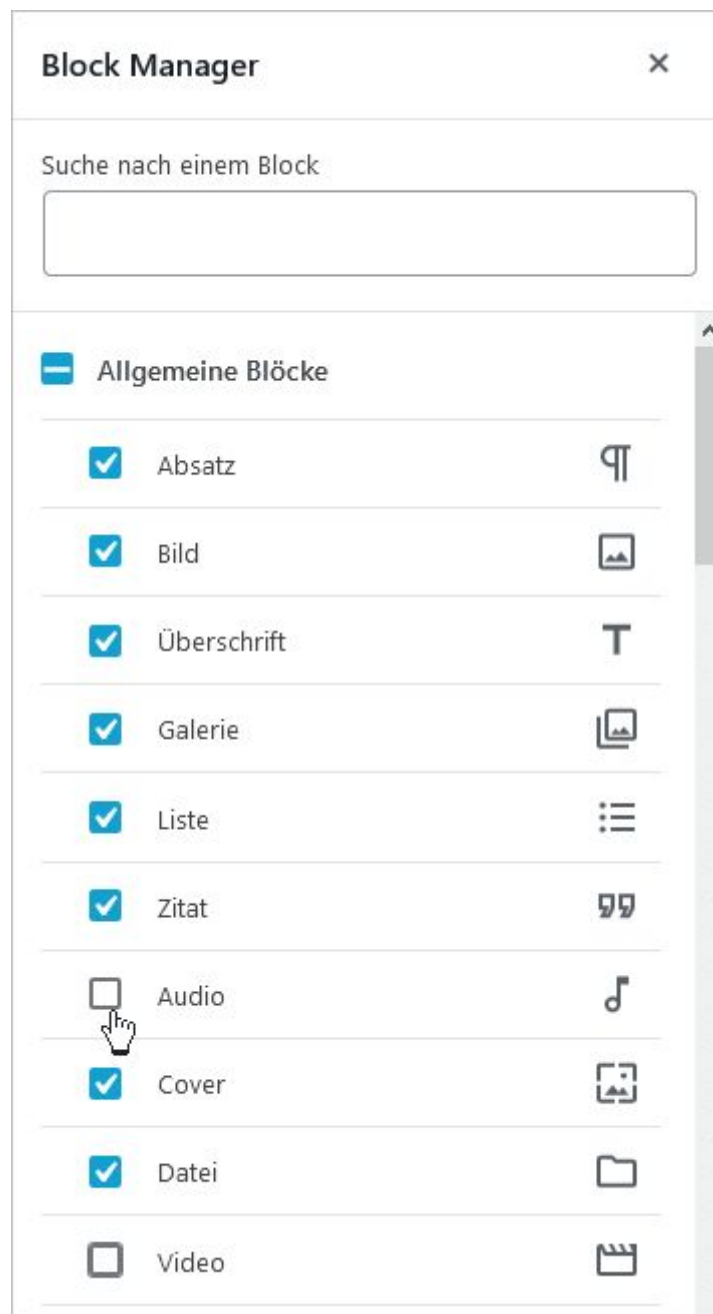 Block Manager
Suche nach einem Block
Allgemeine Blöcke
Absatz
Bild
Überschrift
Galerie
Liste
Zitat
Audio
Cover
Datei
Video